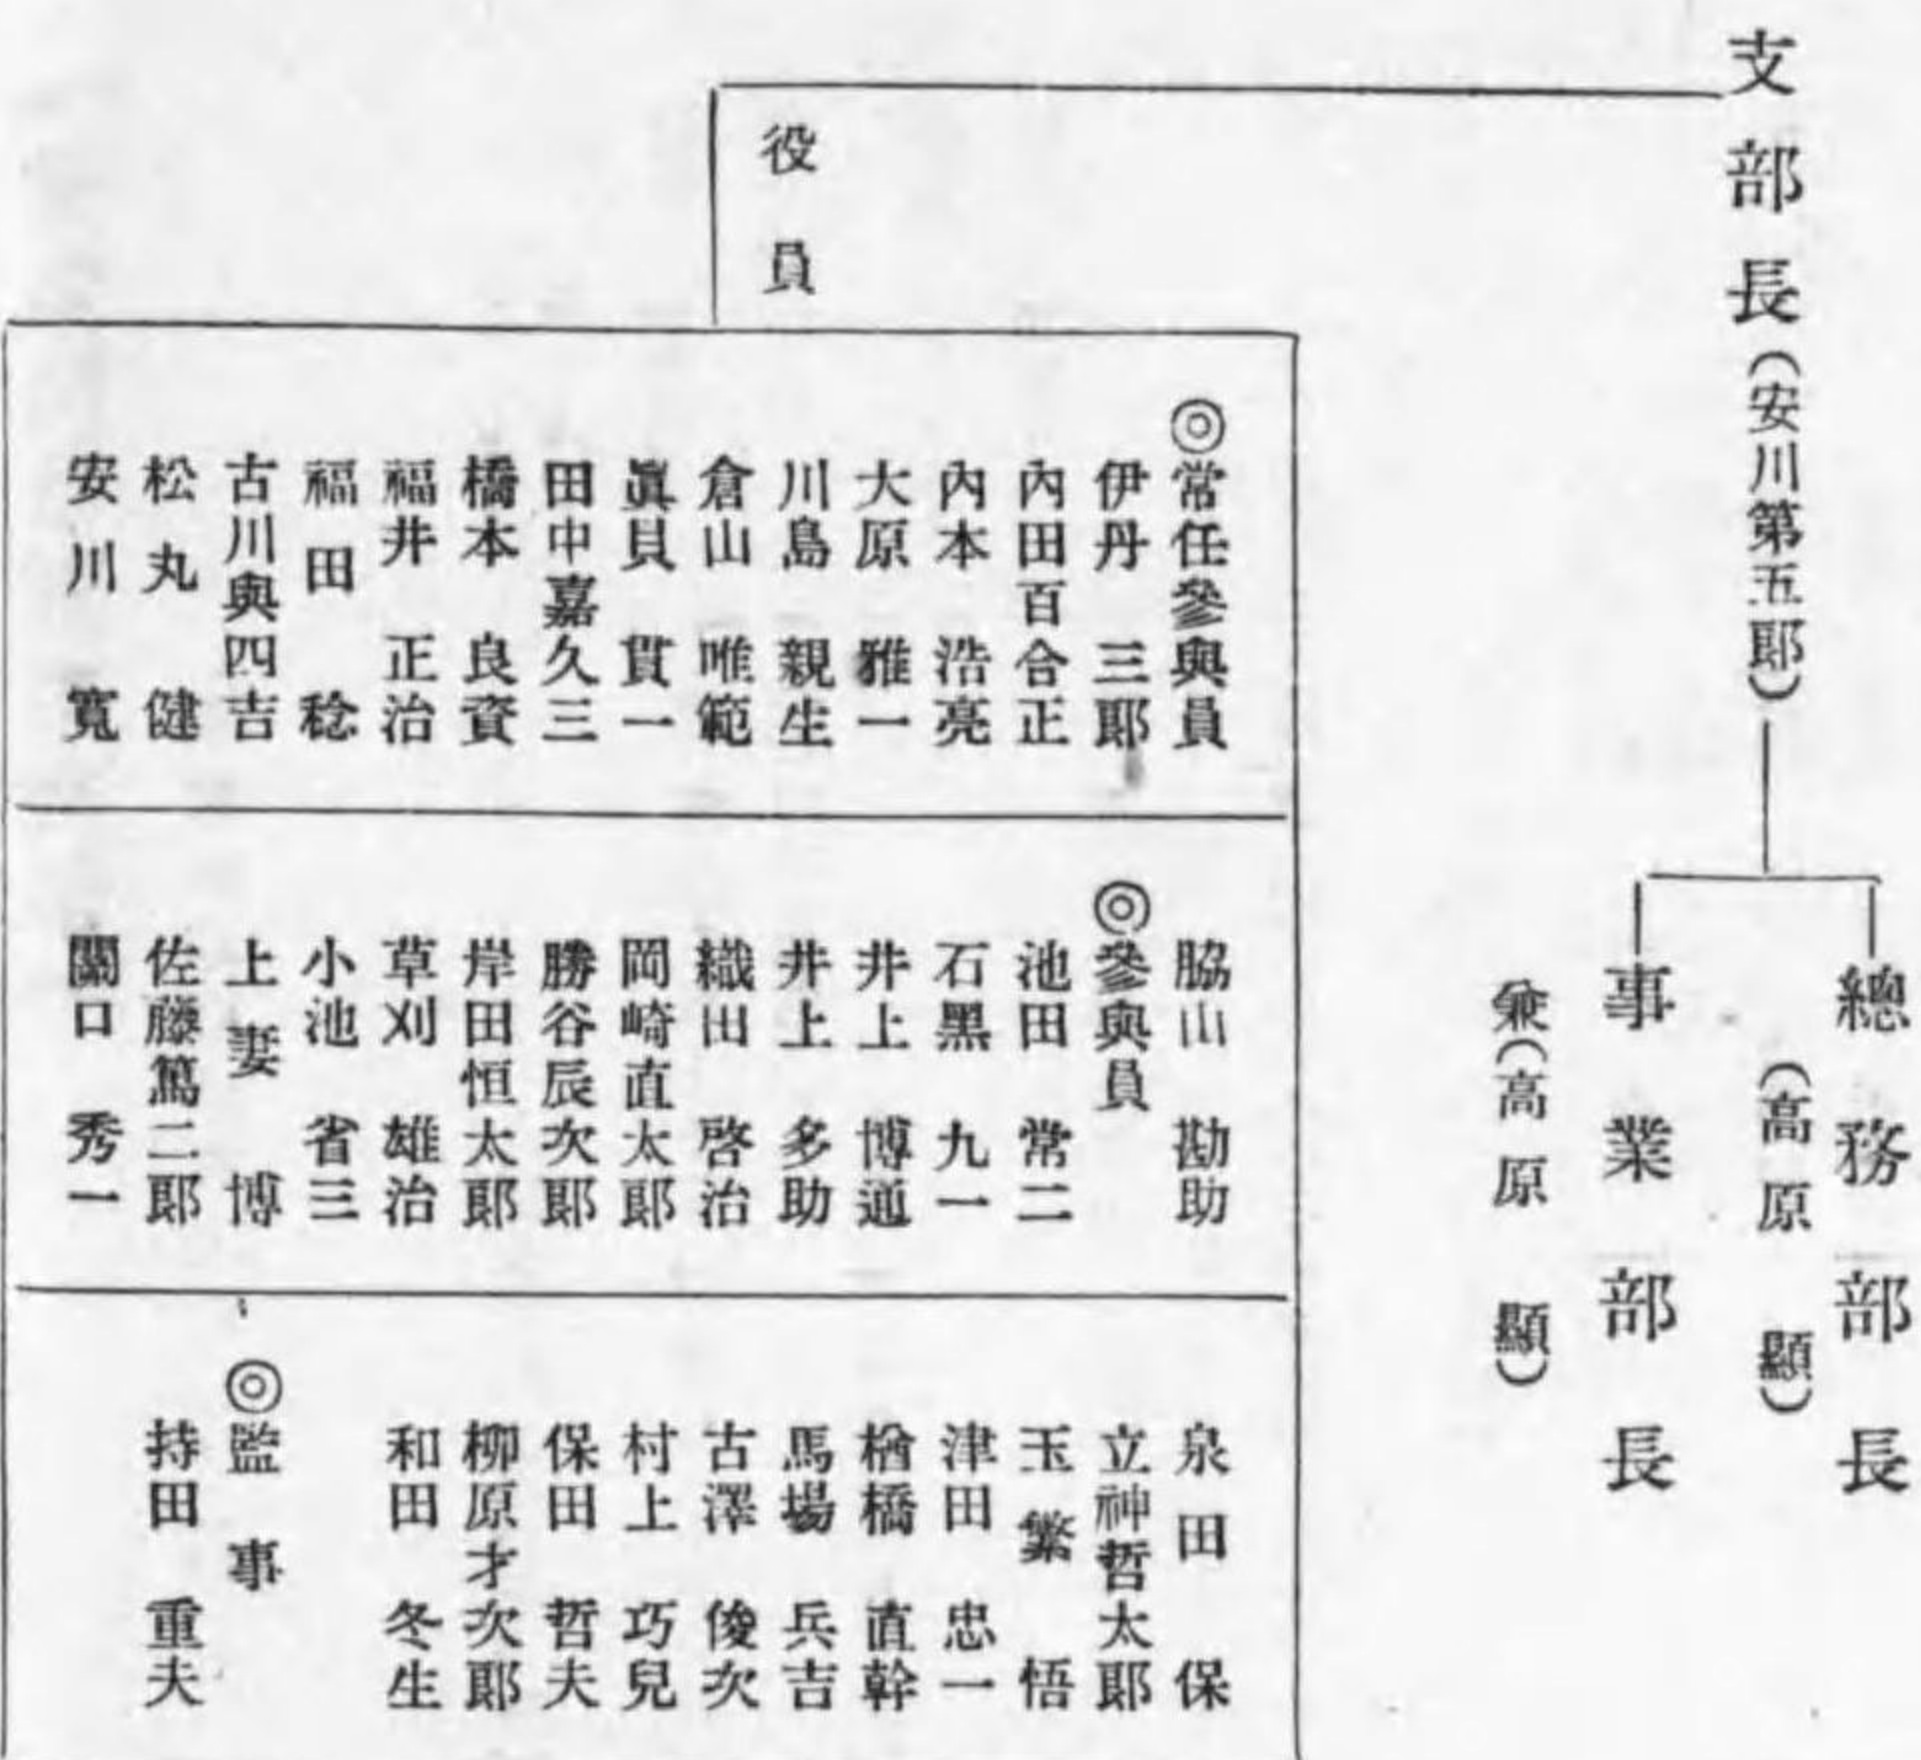 支部長(安川第五郎)
總務部長
(高原顯)
事業部長
兼(高原顯)
役員
◎常任參與員
伊丹三郎
內田百合正
內本浩亮
大原雅一
川島親生
倉山唯範
眞貝貫一
田中嘉久三
橋本良資
福井正治
福田稔
古川與四吉
松丸健
安川寬
脇山勘助
◎參與員
池田常二
石黑九一
井上博通
井上多助
織田啓治
岡崎直太郎
勝谷辰次郎
岸田恒太郎
草刈雄治
小池省三
上妻博
佐藤篤二郎
關口秀一
泉田保
立神哲太郎
玉繁悟
津田忠一
楢橋直幹
馬場兵吉
古澤俊次
村上巧兒
保田哲夫
柳原才次郎
和田冬生
◎監事
持田重夫